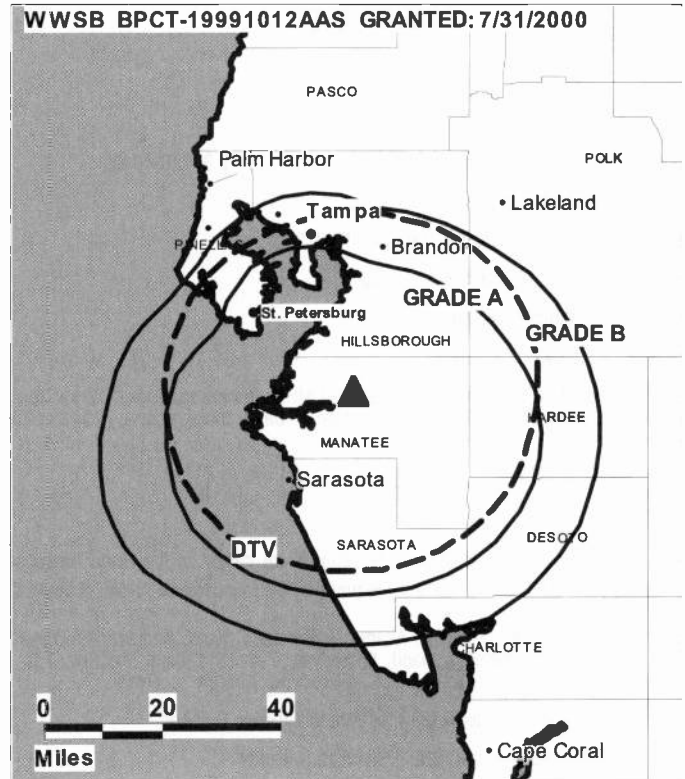 WWSB BPCT-19991012AAS GRANTED: 7/31/2000
PASCO
POLK
Palm Harbor
Lakeland
Tampa
PINELLAS
Brandon
GRADE A
St. Petersburg
GRADE B
HILLSBOROUGH
HARDEE
MANATEE
Sarasota
DESOTO
SARASOTA
DTV
CHARLOTTE
0 20 40
Miles
Cape Coral